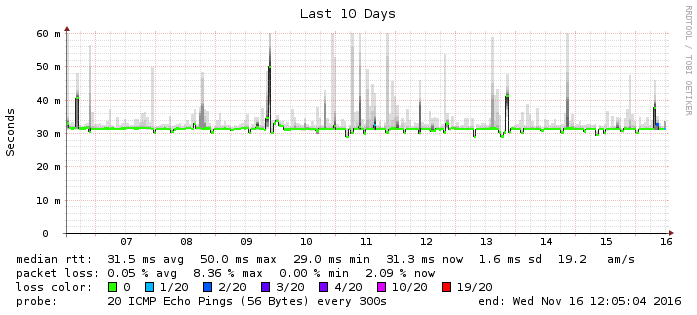 Last 10 Days
RRDTOOL / TOBI OETIKER
Seconds
60 m
50 m
40 m
30 m
20 m
10 m
0
07 08 09 10 11 12 13 14 15 16
median rtt: 31.5 ms avg 50.0 ms max 29.0 ms min 31.3 ms now 1.6 ms sd 19.2 am/s
packet loss: 0.05 % avg 8.36 % max 0.00 % min 2.09 % now
loss color: 0 1/20 2/20 3/20 4/20 10/20 19/20
probe: 20 ICMP Echo Pings (56 Bytes) every 300s end: Wed Nov 16 12:05:04 2016